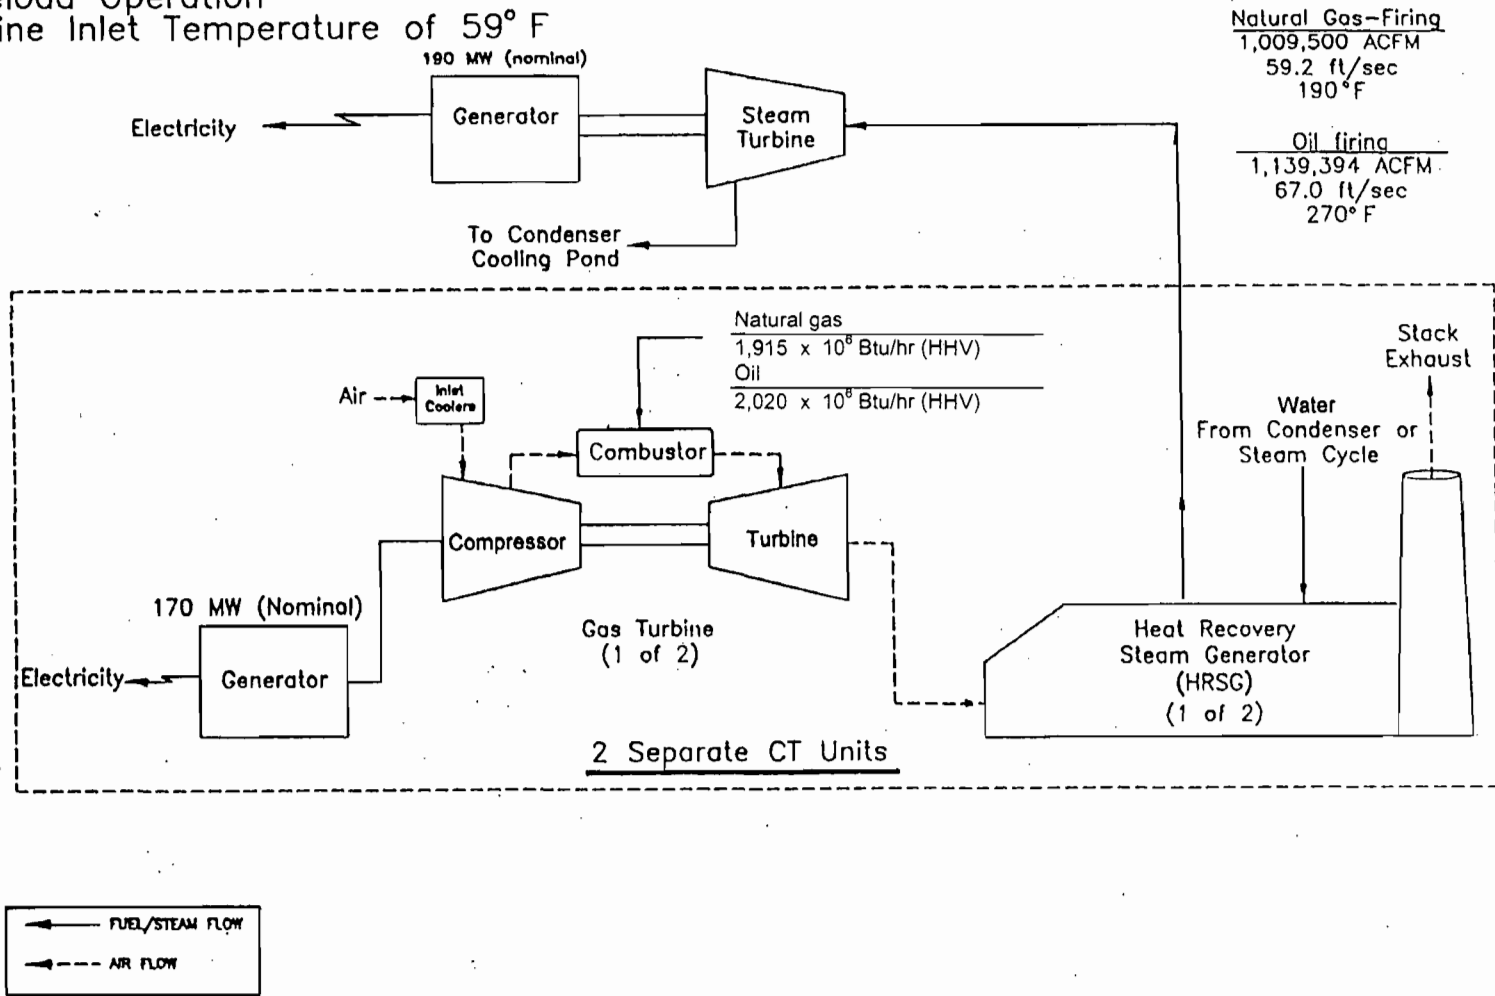 Operation
Inlet Temperature of 59° F
Natural Gas-Firing
1,009,500 ACFM
59.2 ft/sec
190°F
Oil firing
1,139,394 ACFM
67.0 ft/sec
270° F
190 MW (nominal)
Generator
Electricity
Steam
Turbine
To Condenser
Cooling Pond
Natural gas
1,915 x 10⁶ Btu/hr (HHV)
Oil
2,020 x 10⁶ Btu/hr (HHV)
Stack
Exhaust
Air
Inlet
Coolers
Water
From Condenser or
Steam Cycle
Combustor
Compressor
Turbine
170 MW (Nominal)
Gas Turbine
(1 of 2)
Heat Recovery
Steam Generator
(HRSG)
(1 of 2)
Electricity
Generator
2 Separate CT Units
FUEL/STEAM FLOW
AIR FLOW